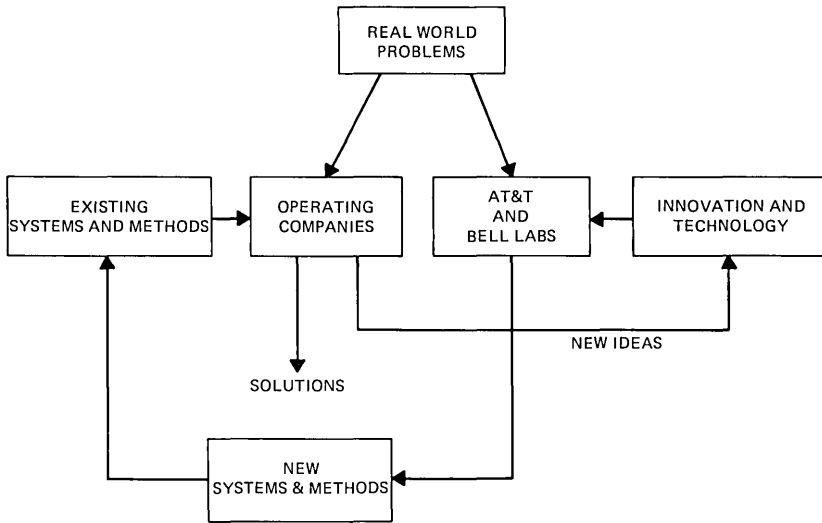 REAL WORLD
PROBLEMS
EXISTING
SYSTEMS AND METHODS
OPERATING
COMPANIES
AT&T
AND
BELL LABS
INNOVATION AND
TECHNOLOGY
NEW IDEAS
SOLUTIONS
NEW
SYSTEMS & METHODS